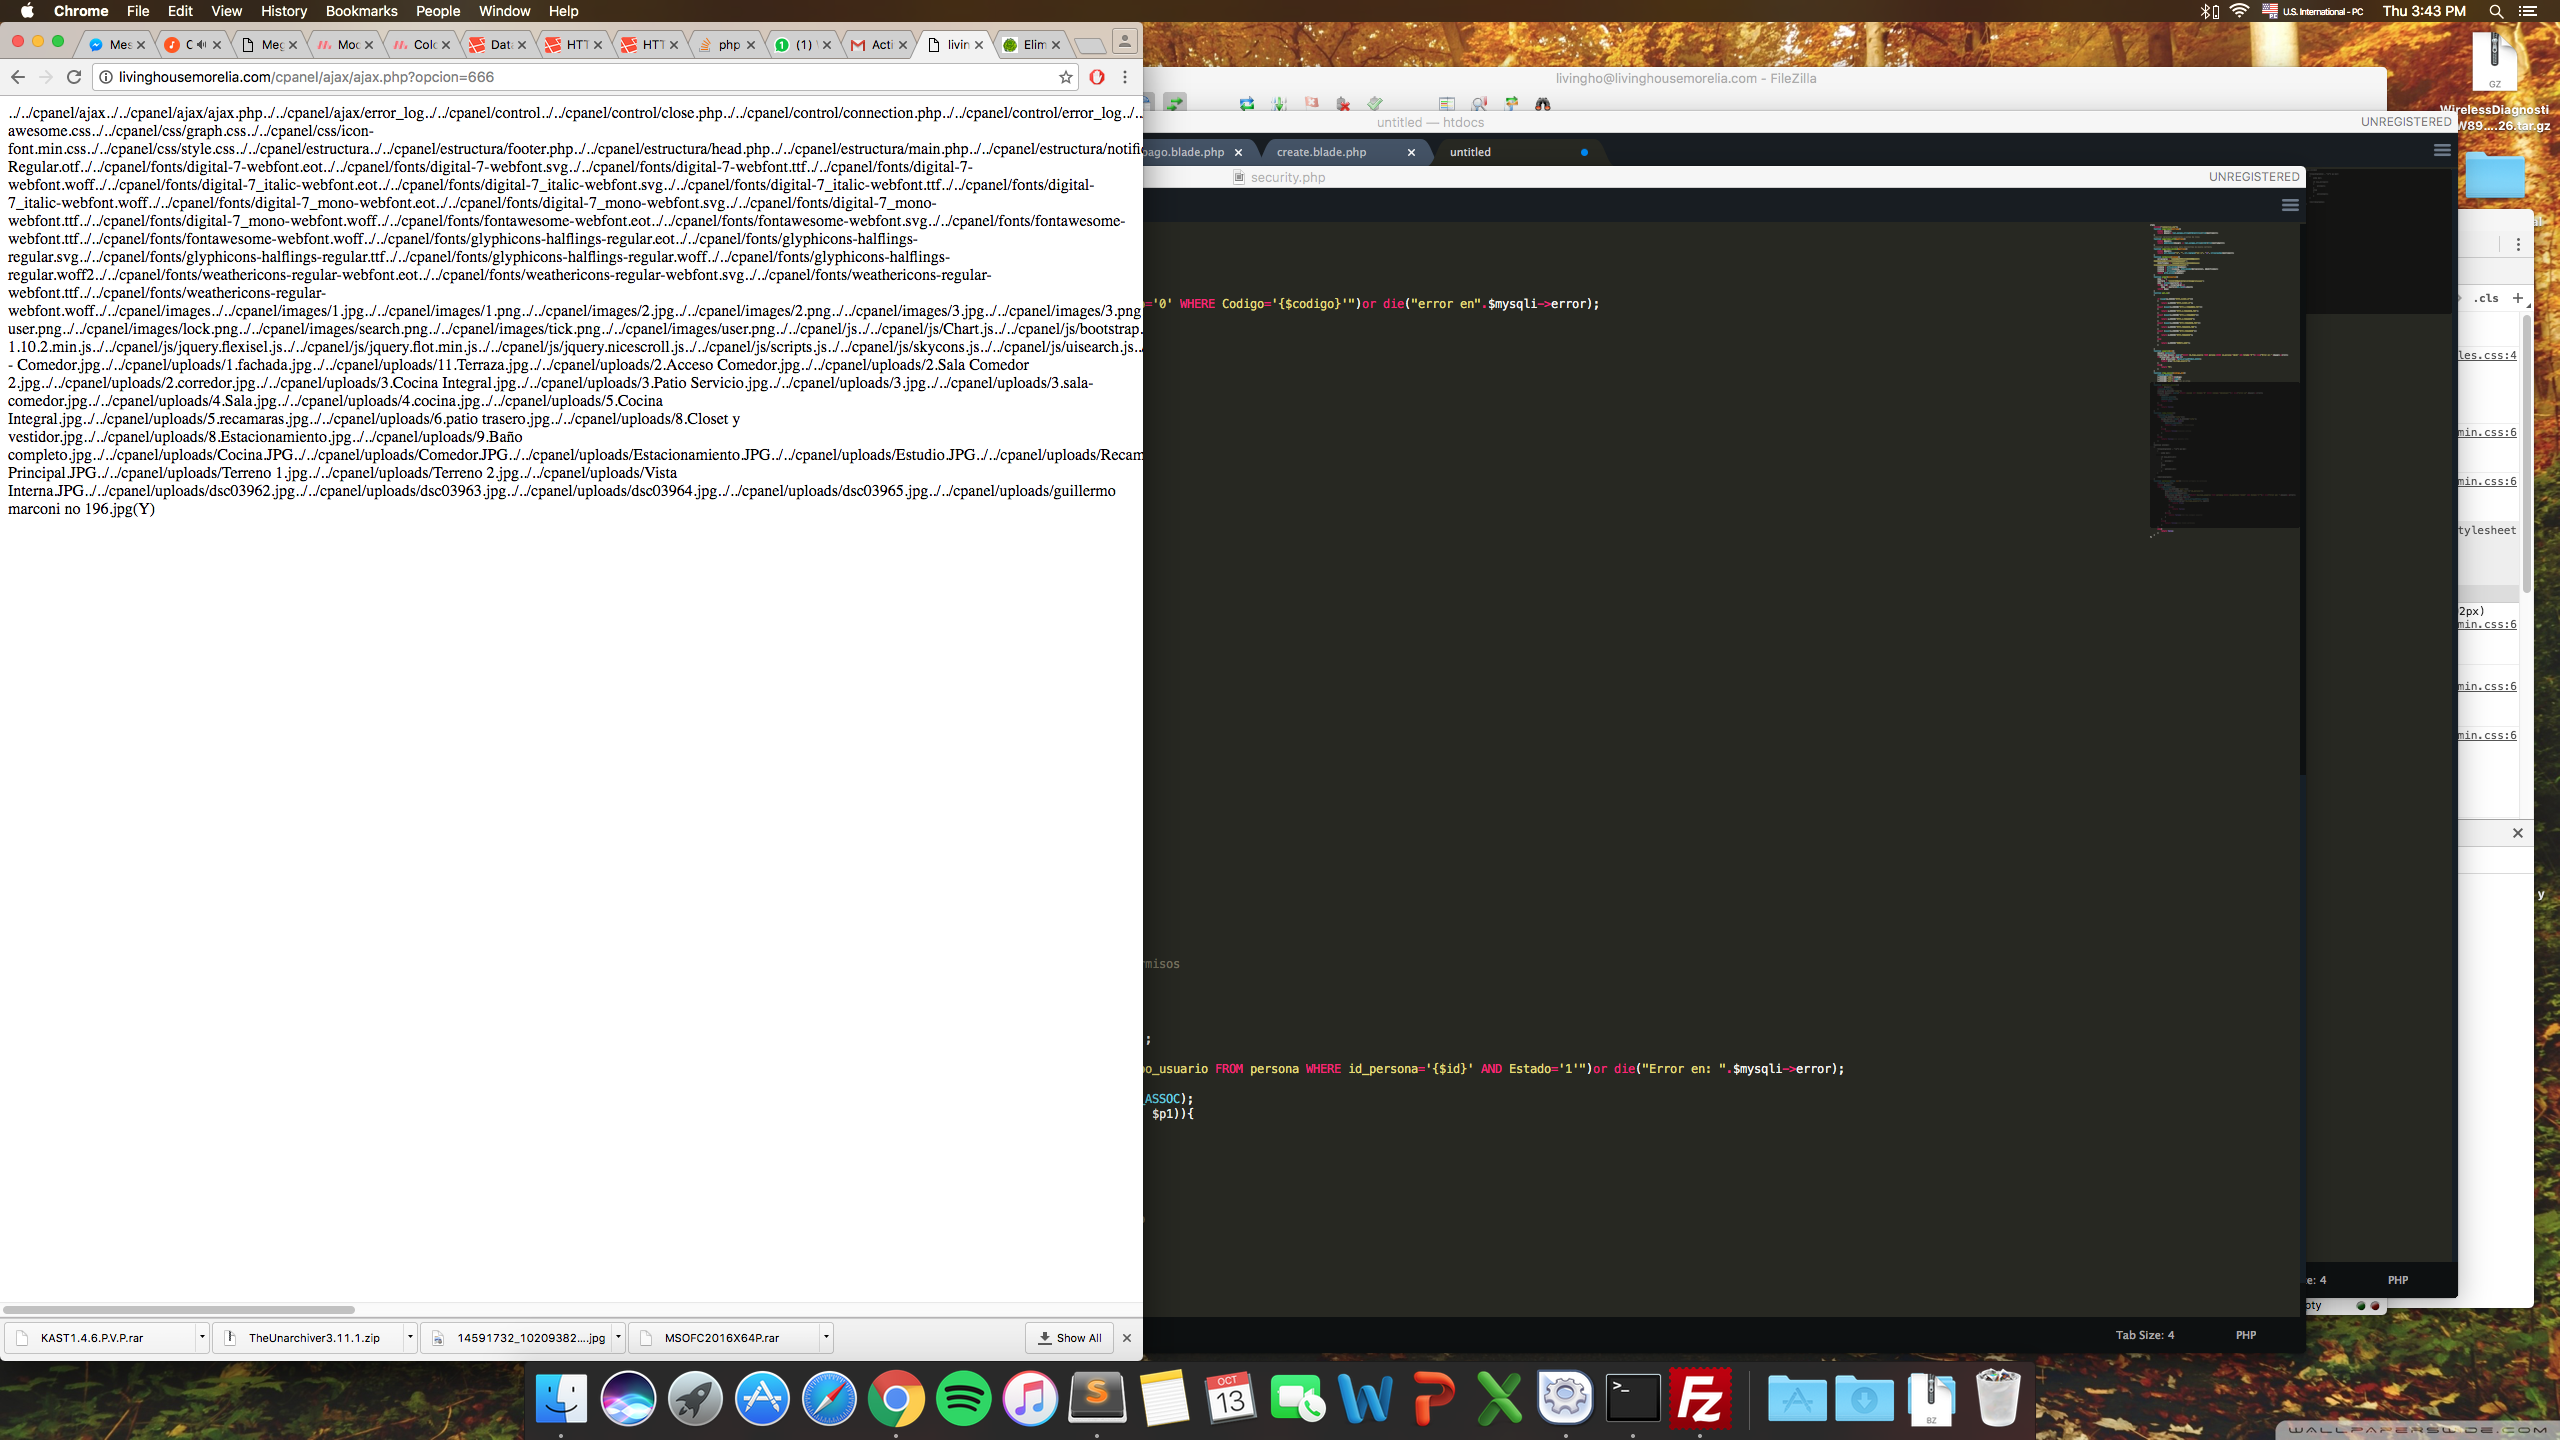 Chrome File Edit View History Bookmarks People Window Help
U.S. International - PC Thu 3:43 PM
Mes
C
Meg
Moc
Colc
Dat
HT
HT
php
(1)
Acti
livin
Elim
livinghousemorelia.com/cpanel/ajax/ajax.php?opcion=666
../../cpanel/ajax../../cpanel/ajax/ajax.php../../cpanel/ajax/error_log../../cpanel/control../../cpanel/control/close.php../../cpanel/control/connection.php../../cpanel/control/error_log../..
awesome.css../../cpanel/css/graph.css../../cpanel/css/icon-
font.min.css../../cpanel/css/style.css../../cpanel/estructura../../cpanel/estructura/footer.php../../cpanel/estructura/head.php../../cpanel/estructura/main.php../../cpanel/estructura/notifi
Regular.otf../../cpanel/fonts/digital-7-webfont.eot../../cpanel/fonts/digital-7-webfont.svg../../cpanel/fonts/digital-7-webfont.ttf../../cpanel/fonts/digital-7-
webfont.woff../../cpanel/fonts/digital-7_italic-webfont.eot../../cpanel/fonts/digital-7_italic-webfont.svg../../cpanel/fonts/digital-7_italic-webfont.ttf../../cpanel/fonts/digital-
7_italic-webfont.woff../../cpanel/fonts/digital-7_mono-webfont.eot../../cpanel/fonts/digital-7_mono-webfont.svg../../cpanel/fonts/digital-7_mono-
webfont.ttf../../cpanel/fonts/digital-7_mono-webfont.woff../../cpanel/fonts/fontawesome-webfont.eot../../cpanel/fonts/fontawesome-webfont.svg../../cpanel/fonts/fontawesome-
webfont.ttf../../cpanel/fonts/fontawesome-webfont.woff../../cpanel/fonts/glyphicons-halflings-regular.eot../../cpanel/fonts/glyphicons-halflings-
regular.svg../../cpanel/fonts/glyphicons-halflings-regular.ttf../../cpanel/fonts/glyphicons-halflings-regular.woff../../cpanel/fonts/glyphicons-halflings-
regular.woff2../../cpanel/fonts/weathericons-regular-webfont.eot../../cpanel/fonts/weathericons-regular-webfont.svg../../cpanel/fonts/weathericons-regular-
webfont.ttf../../cpanel/fonts/weathericons-regular-
webfont.woff../../cpanel/images../../cpanel/images/1.jpg../../cpanel/images/1.png../../cpanel/images/2.jpg../../cpanel/images/2.png../../cpanel/images/3.jpg../../cpanel/images/3.png
user.png../../cpanel/images/lock.png../../cpanel/images/search.png../../cpanel/images/tick.png../../cpanel/images/user.png../../cpanel/js../../cpanel/js/Chart.js../../cpanel/js/bootstrap.
1.10.2.min.js../../cpanel/js/jquery.flexisel.js../../cpanel/js/jquery.flot.min.js../../cpanel/js/jquery.nicescroll.js../../cpanel/js/scripts.js../../cpanel/js/skycons.js../../cpanel/js/uisearch.js../
- Comedor.jpg../../cpanel/uploads/1.fachada.jpg../../cpanel/uploads/11.Terraza.jpg../../cpanel/uploads/2.Acceso Comedor.jpg../../cpanel/uploads/2.Sala Comedor
2.jpg../../cpanel/uploads/2.corredor.jpg../../cpanel/uploads/3.Cocina Integral.jpg../../cpanel/uploads/3.Patio Servicio.jpg../../cpanel/uploads/3.jpg../../cpanel/uploads/3.sala-
comedor.jpg../../cpanel/uploads/4.Sala.jpg../../cpanel/uploads/4.cocina.jpg../../cpanel/uploads/5.Cocina
Integral.jpg../../cpanel/uploads/5.recamaras.jpg../../cpanel/uploads/6.patio trasero.jpg../../cpanel/uploads/8.Closet y
vestidor.jpg../../cpanel/uploads/8.Estacionamiento.jpg../../cpanel/uploads/9.Baño
completo.jpg../../cpanel/uploads/Cocina.JPG../../cpanel/uploads/Comedor.JPG../../cpanel/uploads/Estacionamiento.JPG../../cpanel/uploads/Estudio.JPG../../cpanel/uploads/Recam
Principal.JPG../../cpanel/uploads/Terreno 1.jpg../../cpanel/uploads/Terreno 2.jpg../../cpanel/uploads/Vista
Interna.JPG../../cpanel/uploads/dsc03962.jpg../../cpanel/uploads/dsc03963.jpg../../cpanel/uploads/dsc03964.jpg../../cpanel/uploads/dsc03965.jpg../../cpanel/uploads/guillermo
marconi no 196.jpg(Y)
KAST1.4.6.P.V.P.rar
TheUnarchiver3.11.1.zip
14591732_10209382....jpg
MSOFC2016X64P.rar
Show All
livingho@livinghousemorelia.com - FileZilla
untitled — htdocs
UNREGISTERED
pago.blade.php
create.blade.php
untitled
security.php
UNREGISTERED
='0' WHERE Codigo='{$codigo}'")or die("error en".$mysqli->error);
misos
;
o_usuario FROM persona WHERE id_persona='{$id}' AND Estado='1'")or die("Error en: ".$mysqli->error);
_ASSOC);
$p1)){
Tab Size: 4 PHP
e: 4 PHP
pty
GZ
WirelessDiagnosti
W89....26.tar.gz
al
.cls
les.css:4
min.css:6
min.css:6
tylesheet
2px)
min.css:6
min.css:6
min.css:6
y
OCT
13
BZ
WALLPAPERSWIDE.COM